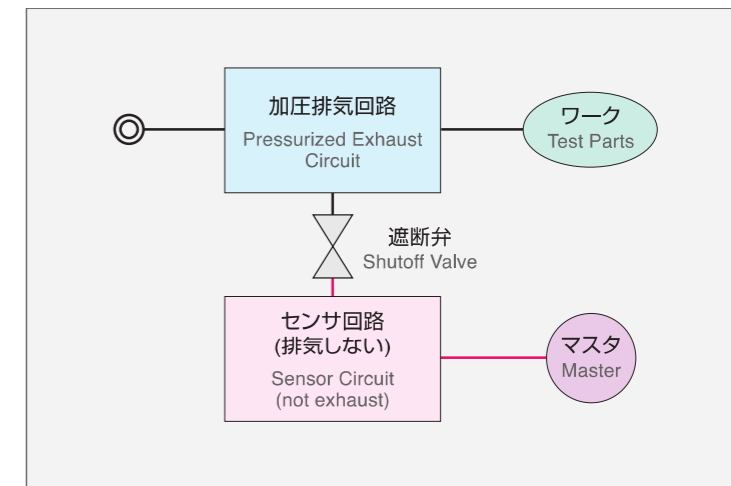 加圧排気回路
Pressurized Exhaust
Circuit
ワーク
Test Parts
遮断弁
Shutoff Valve
センサ回路
(排気しない)
Sensor Circuit
(not exhaust)
マスタ
Master